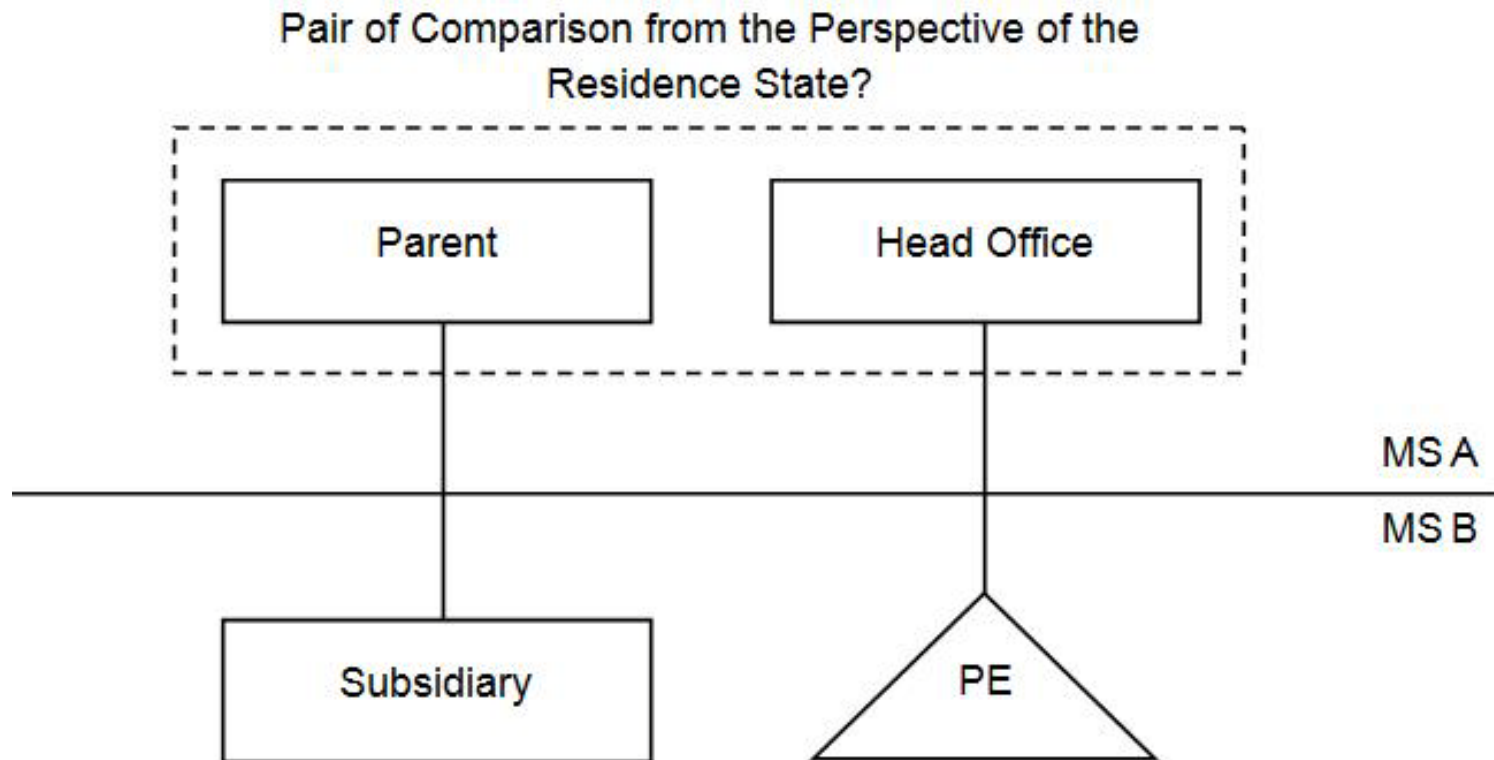 Pair of Comparison from the Perspective of the
Residence State?
Parent
Head Office
MS A
MS B
Subsidiary
PE